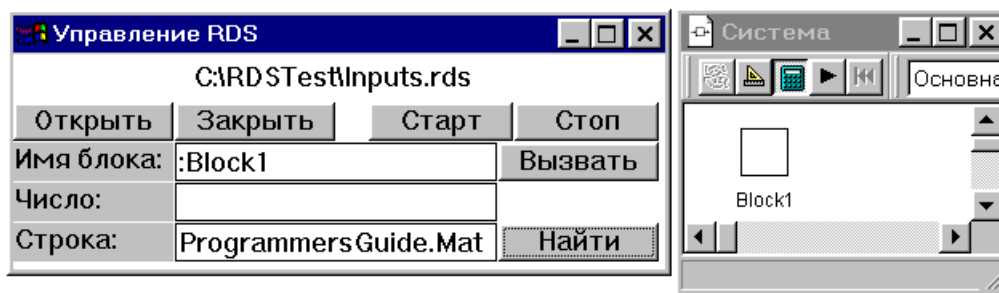 Управление RDS
C:\RDSTest\Inputs.rds
Открыть Закрыть Старт Стоп
Имя блока: :Block1 Вызвать
Число:
Строка: ProgrammersGuide.Mat Найти
Система
Основна
Block1